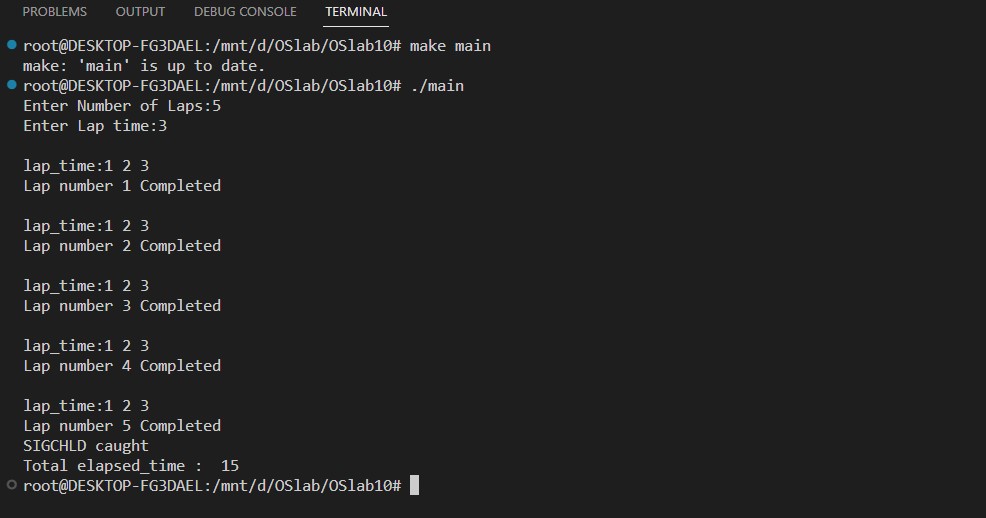 PROBLEMS OUTPUT DEBUG CONSOLE TERMINAL
root@DESKTOP-FG3DAEL:/mnt/d/OSlab/OSlab10# make main
make: 'main' is up to date.
root@DESKTOP-FG3DAEL:/mnt/d/OSlab/OSlab10# ./main
Enter Number of Laps:5
Enter Lap time:3
lap_time:1 2 3
Lap number 1 Completed
lap_time:1 2 3
Lap number 2 Completed
lap_time:1 2 3
Lap number 3 Completed
lap_time:1 2 3
Lap number 4 Completed
lap_time:1 2 3
Lap number 5 Completed
SIGCHLD caught
Total elapsed_time :  15
root@DESKTOP-FG3DAEL:/mnt/d/OSlab/OSlab10#